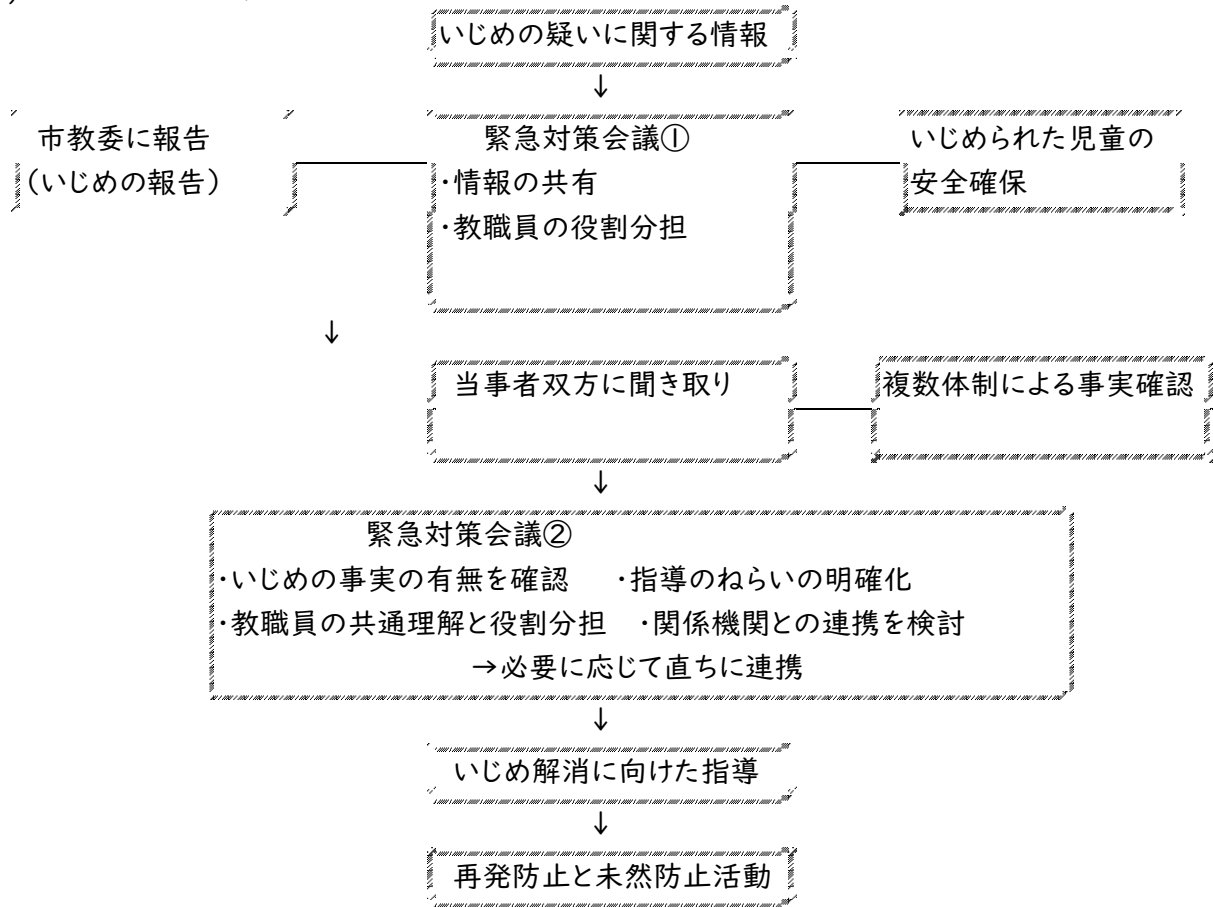 いじめの疑いに関する情報
↓
市教委に報告
（いじめの報告）
緊急対策会議①
・情報の共有
・教職員の役割分担
いじめられた児童の
安全確保
↓
当事者双方に聞き取り
複数体制による事実確認
↓
緊急対策会議②
・いじめの事実の有無を確認　・指導のねらいの明確化
・教職員の共通理解と役割分担　・関係機関との連携を検討
→必要に応じて直ちに連携
↓
いじめ解消に向けた指導
↓
再発防止と未然防止活動